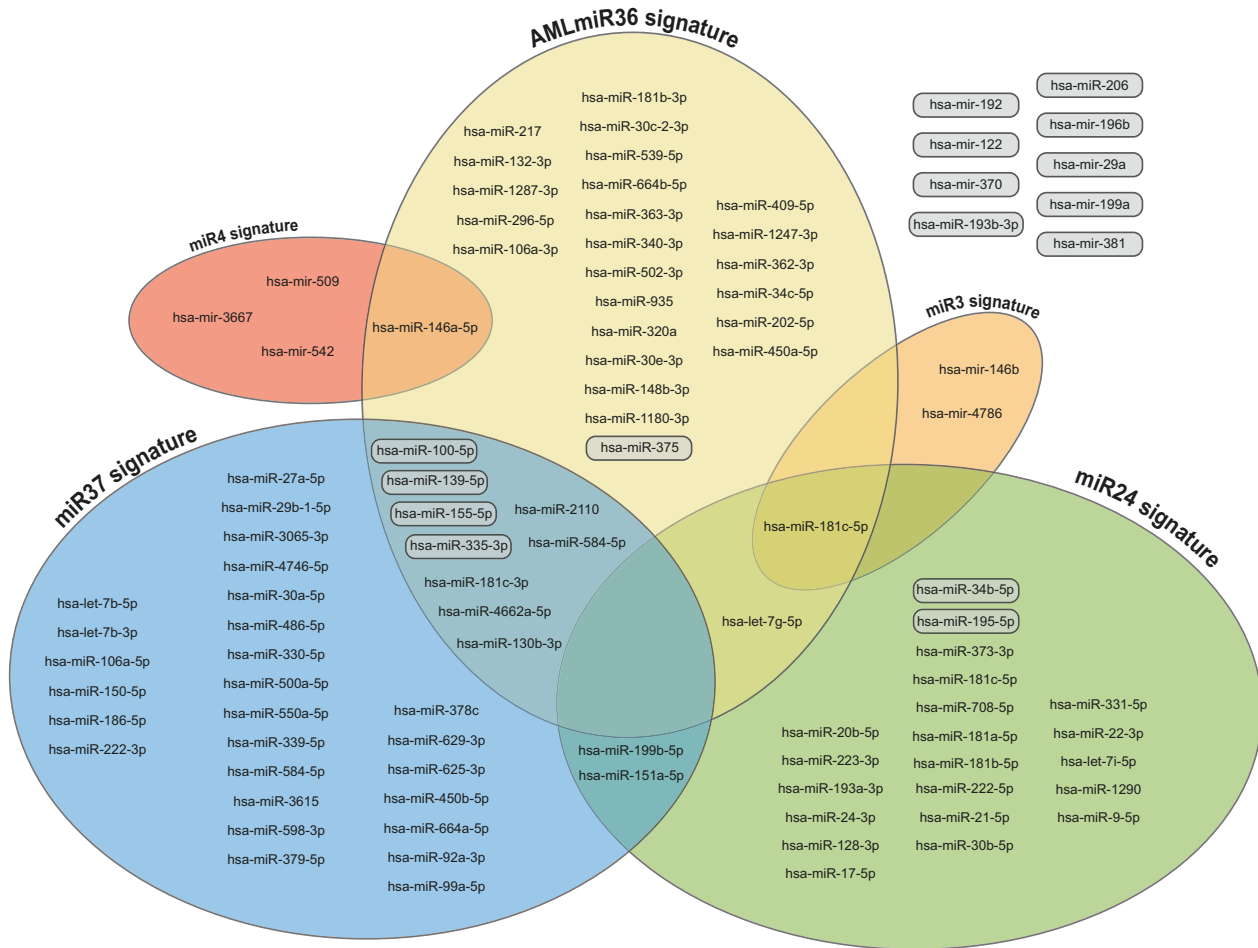 AMLmiR36 signature
hsa-miR-181b-3p
hsa-miR-217
hsa-miR-30c-2-3p
hsa-miR-132-3p
hsa-miR-539-5p
hsa-miR-1287-3p
hsa-miR-664b-5p
hsa-miR-296-5p
hsa-miR-363-3p
hsa-miR-409-5p
hsa-miR-106a-3p
hsa-miR-340-3p
hsa-miR-1247-3p
hsa-miR-502-3p
hsa-miR-362-3p
hsa-miR-935
hsa-miR-34c-5p
hsa-miR-320a
hsa-miR-202-5p
hsa-miR-30e-3p
hsa-miR-450a-5p
hsa-miR-148b-3p
hsa-miR-1180-3p
hsa-miR-375
hsa-mir-192
hsa-mir-122
hsa-mir-370
hsa-miR-193b-3p
hsa-miR-206
hsa-mir-196b
hsa-mir-29a
hsa-mir-199a
hsa-mir-381
miR4 signature
hsa-mir-509
hsa-mir-3667
hsa-mir-542
hsa-miR-146a-5p
miR3 signature
hsa-mir-146b
hsa-mir-4786
hsa-miR-181c-5p
miR37 signature
hsa-miR-100-5p
hsa-miR-139-5p
hsa-miR-155-5p
hsa-miR-335-3p
hsa-miR-2110
hsa-miR-584-5p
hsa-miR-181c-3p
hsa-miR-4662a-5p
hsa-miR-130b-3p
hsa-let-7b-5p
hsa-let-7b-3p
hsa-miR-106a-5p
hsa-miR-150-5p
hsa-miR-186-5p
hsa-miR-222-3p
hsa-miR-27a-5p
hsa-miR-29b-1-5p
hsa-miR-3065-3p
hsa-miR-4746-5p
hsa-miR-30a-5p
hsa-miR-486-5p
hsa-miR-330-5p
hsa-miR-500a-5p
hsa-miR-550a-5p
hsa-miR-339-5p
hsa-miR-584-5p
hsa-miR-3615
hsa-miR-598-3p
hsa-miR-379-5p
hsa-miR-378c
hsa-miR-629-3p
hsa-miR-625-3p
hsa-miR-450b-5p
hsa-miR-664a-5p
hsa-miR-92a-3p
hsa-miR-99a-5p
hsa-miR-199b-5p
hsa-miR-151a-5p
hsa-let-7g-5p
miR24 signature
hsa-miR-34b-5p
hsa-miR-195-5p
hsa-miR-373-3p
hsa-miR-181c-5p
hsa-miR-708-5p
hsa-miR-181a-5p
hsa-miR-181b-5p
hsa-miR-222-5p
hsa-miR-21-5p
hsa-miR-30b-5p
hsa-miR-20b-5p
hsa-miR-223-3p
hsa-miR-193a-3p
hsa-miR-24-3p
hsa-miR-128-3p
hsa-miR-17-5p
hsa-miR-331-5p
hsa-miR-22-3p
hsa-let-7i-5p
hsa-miR-1290
hsa-miR-9-5p